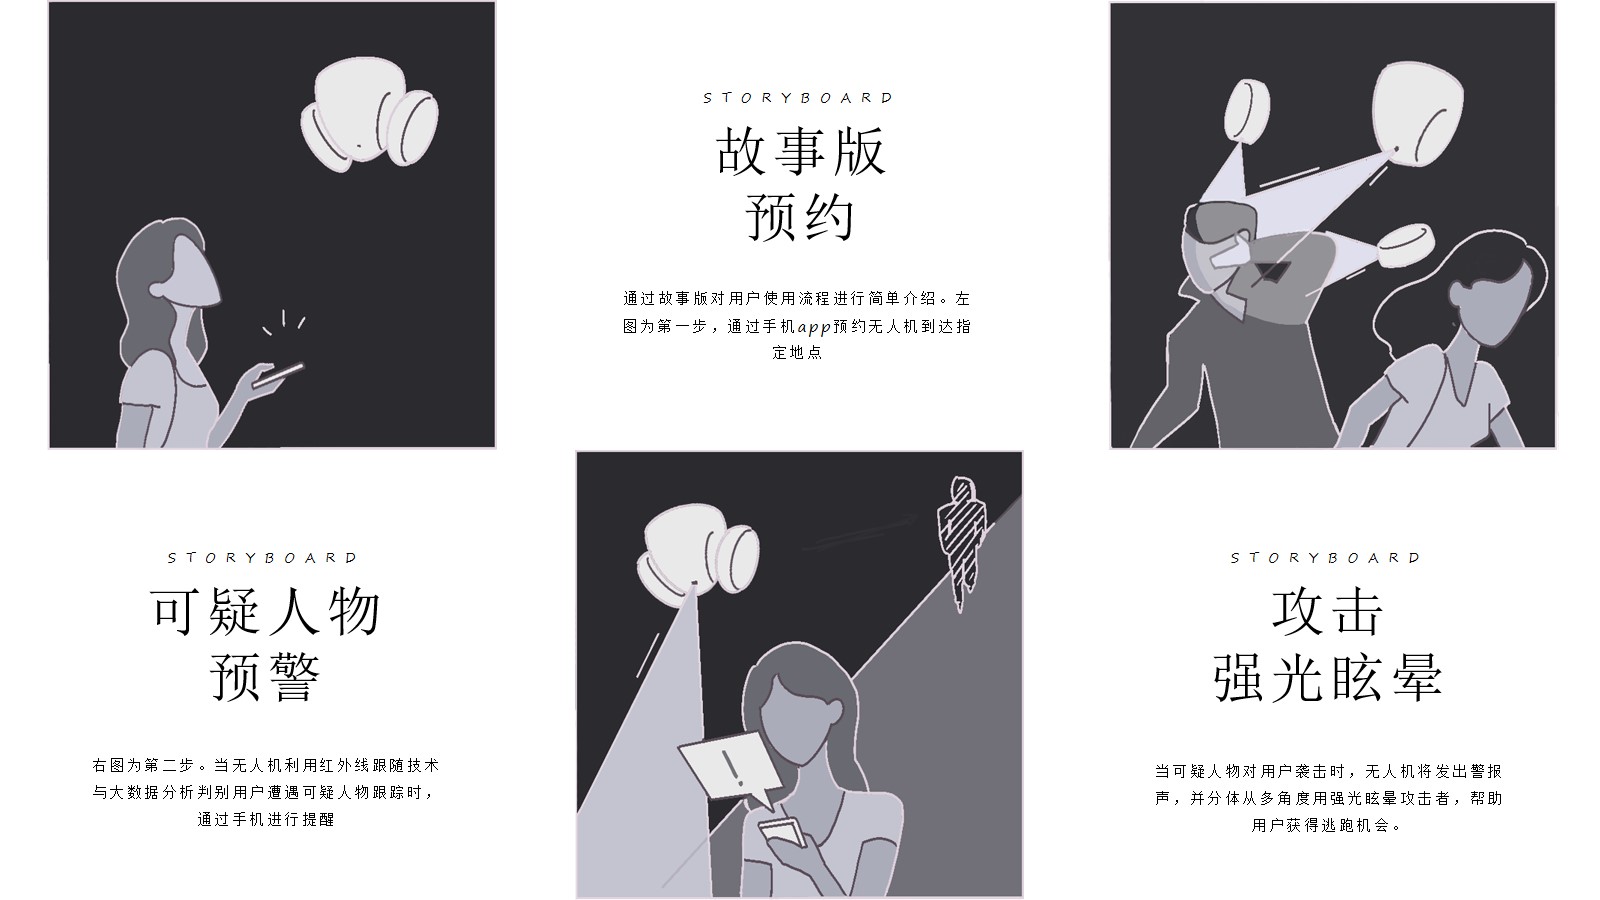 STORYBOARD
故事版
预约
通过故事版对用户使用流程进行简单介绍。左
图为第一步，通过手机app预约无人机到达指
定地点
STORYBOARD
可疑人物
预警
右图为第二步。当无人机利用红外线跟随技术
与大数据分析判别用户遭遇可疑人物跟踪时，
通过手机进行提醒
!
STORYBOARD
攻击
强光眩晕
当可疑人物对用户袭击时，无人机将发出警报
声，并分体从多角度用强光眩晕攻击者，帮助
用户获得逃跑机会。